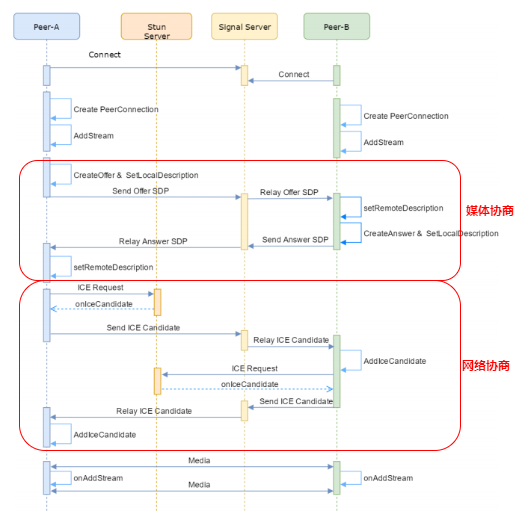 Peer-A
Stun
Server
Signal Server
Peer-B
Connect
Connect
Create PeerConnection
Create PeerConnection
AddStream
AddStream
CreateOffer & SetLocalDescription
Send Offer SDP
Relay Offer SDP
setRemoteDescription
媒体协商
CreateAnswer & SetLocalDescription
Send Answer SDP
Relay Answer SDP
setRemoteDescription
ICE Request
onIceCandidate
Send ICE Candidate
Relay ICE Candidate
AddIceCandidate
网络协商
ICE Request
onIceCandidate
Send ICE Candidate
Relay ICE Candidate
AddIceCandidate
Media
onAddStream
onAddStream
Media